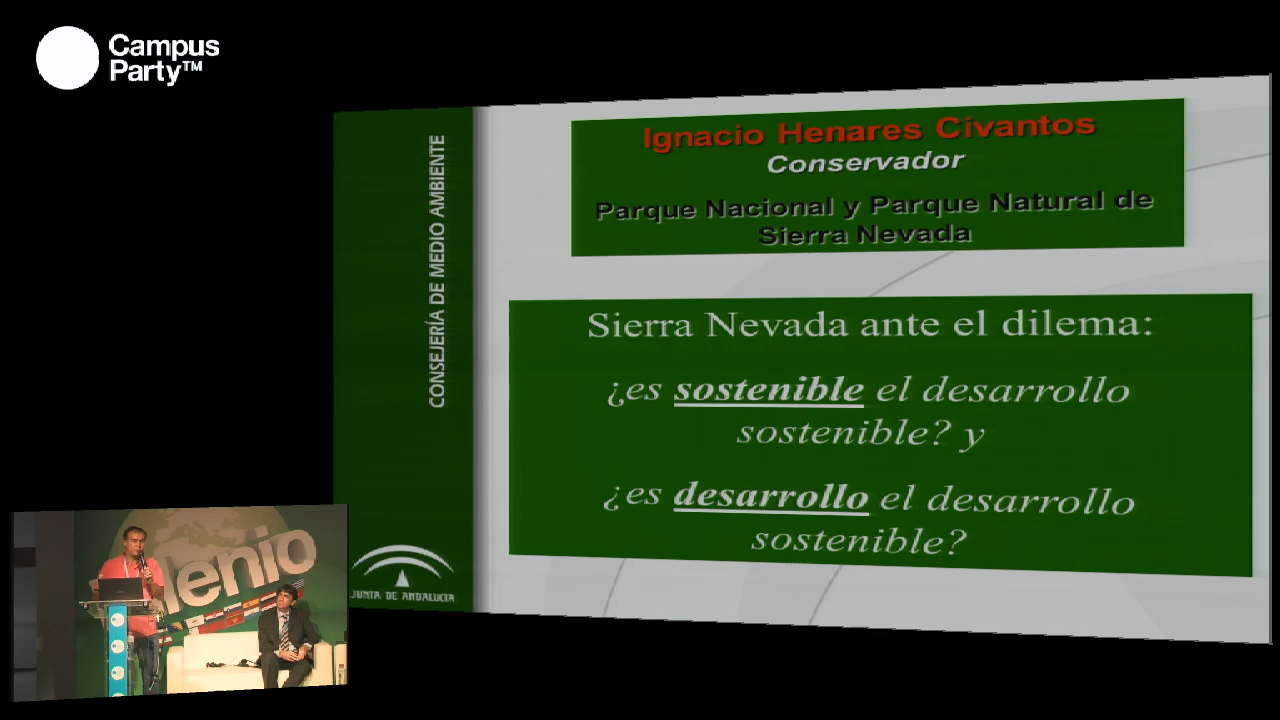 Campus
Party™
CONSEJERÍA DE MEDIO AMBIENTE
JUNTA DE ANDALUCIA
Ignacio Henares Civantos
Conservador
Parque Nacional y Parque Natural de
Sierra Nevada
Sierra Nevada ante el dilema:
¿es sostenible el desarrollo
sostenible? y
¿es desarrollo el desarrollo
sostenible?
lenio